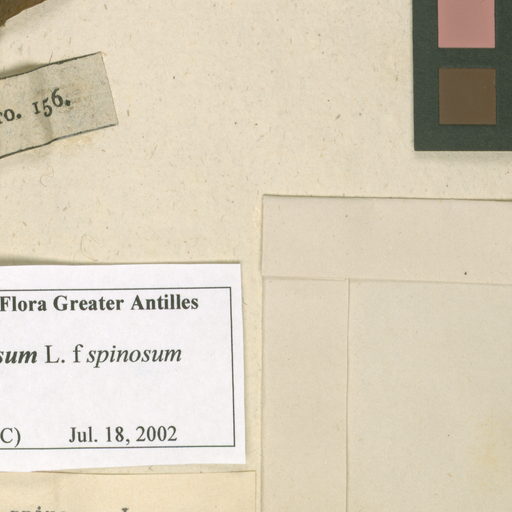 ro. 156.
Flora Greater Antilles
sum L. f spinosum
C) Jul. 18, 2002